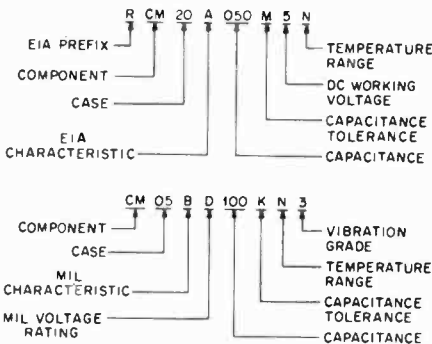 R CM 20 A 050 M 5 N
EIA PREFIX
TEMPERATURE
RANGE
COMPONENT
DC WORKING
VOLTAGE
CASE
CAPACITANCE
TOLERANCE
EIA
CHARACTERISTIC
CAPACITANCE
CM 05 B D 100 K N 3
COMPONENT
VIBRATION
GRADE
CASE
TEMPERATURE
RANGE
MIL
CHARACTERISTIC
CAPACITANCE
TOLERANCE
MIL VOLTAGE
RATING
CAPACITANCE